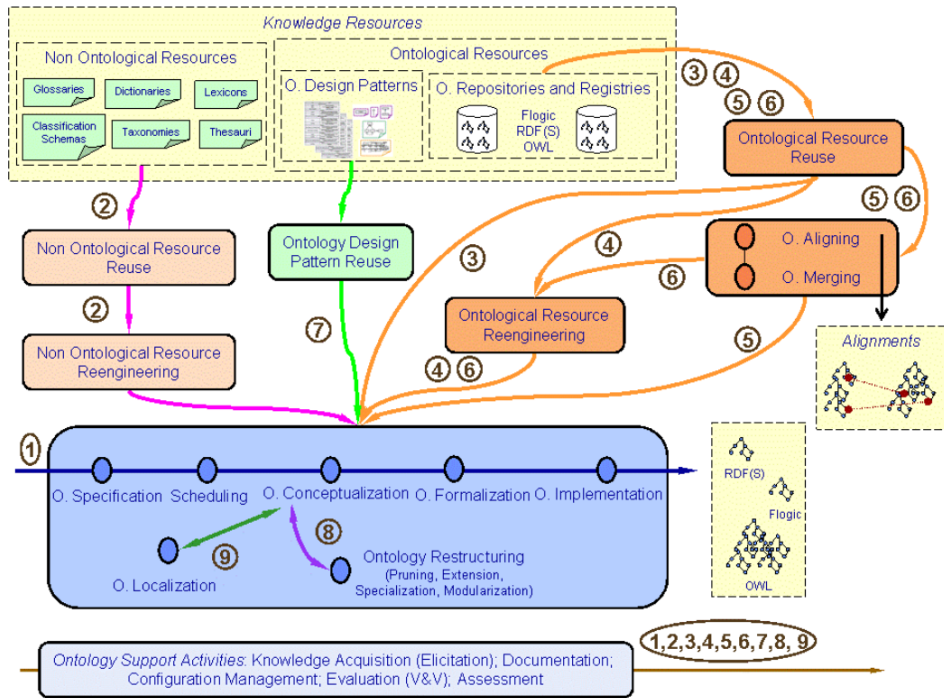 Knowledge Resources
Non Ontological Resources
Glossaries
Dictionaries
Lexicons
Classification
Schemas
Taxonomies
Thesauri
Ontological Resources
O. Design Patterns
O. Repositories and Registries
Flogic
RDF(S)
OWL
3 4
5 6
Ontological Resource
Reuse
2
Non Ontological Resource
Reuse
2
Non Ontological Resource
Reengineering
Ontology Design
Pattern Reuse
7
3
4
5 6
O. Aligning
O. Merging
6
Ontological Resource
Reengineering
4 6
5
Alignments
1
O. Specification
Scheduling
O. Conceptualization
O. Formalization
O. Implementation
9
8
O. Localization
Ontology Restructuring
(Pruning, Extension,
Specialization, Modularization)
RDF(S)
Flogic
OWL
1,2,3,4,5,6,7,8, 9
Ontology Support Activities: Knowledge Acquisition (Elicitation); Documentation;
Configuration Management; Evaluation (V&V); Assessment